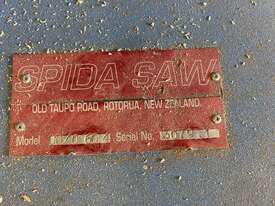 SPIDA SAW
OLD TAUPO ROAD, ROTORUA, NEW ZEALAND.
Model Serial No.